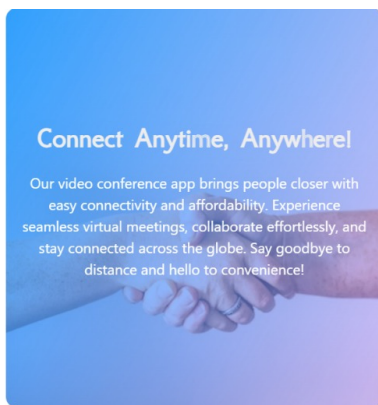 Connect Anytime, Anywhere!
Our video conference app brings people closer with
easy connectivity and affordability. Experience
seamless virtual meetings, collaborate effortlessly, and
stay connected across the globe. Say goodbye to
distance and hello to convenience!